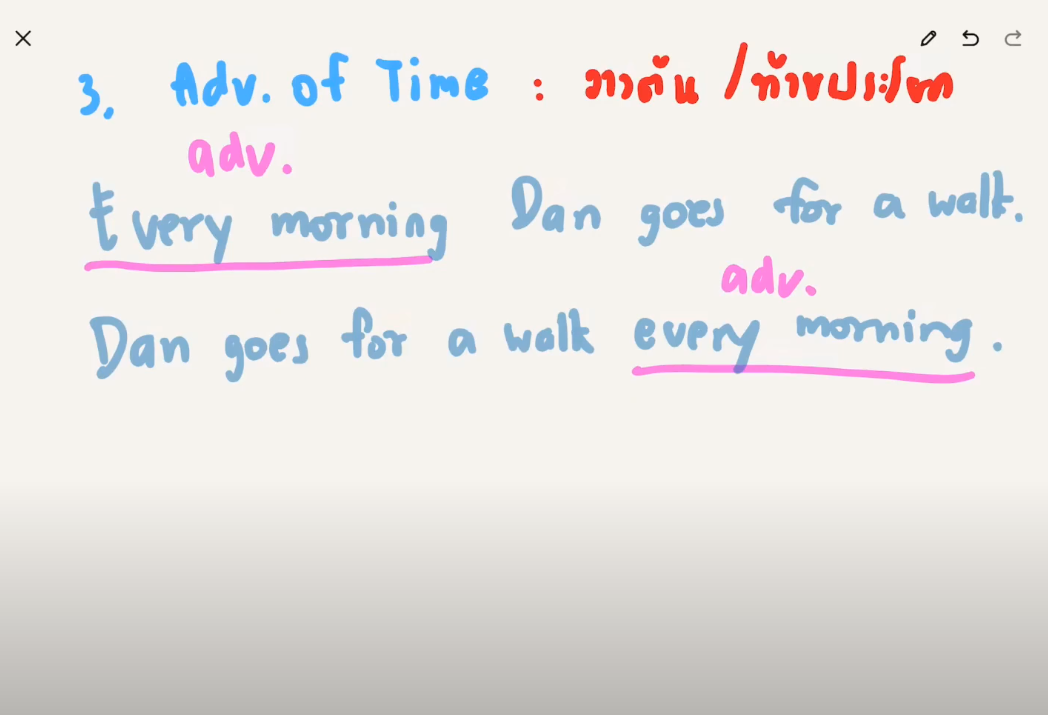 3. Adv. of Time : วางต้น / ท้ายประโยค
adv.
Every morning Dan goes for a walk.
adv.
Dan goes for a walk every morning.